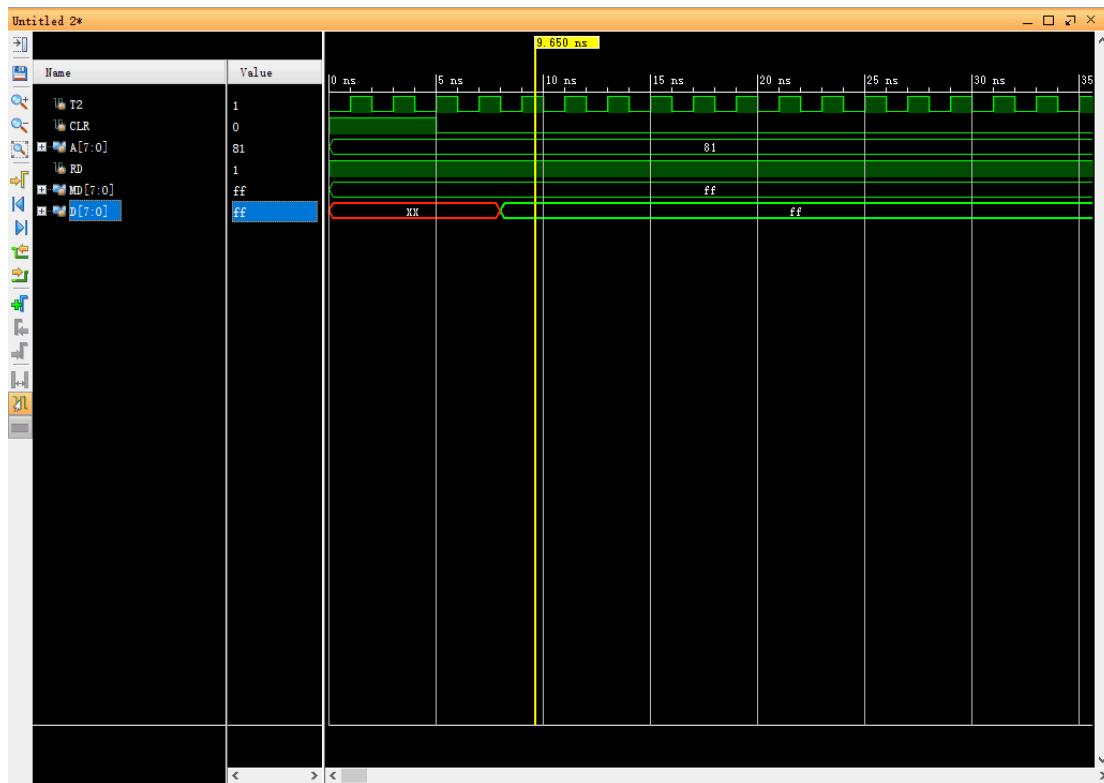 Untitled 2*
9.650 ns
Name Value
0 ns 5 ns 10 ns 15 ns 20 ns 25 ns 30 ns 35
T2 1
CLR 0
A[7:0] 81 81
RD 1
MD[7:0] ff ff
D[7:0] ff XX ff